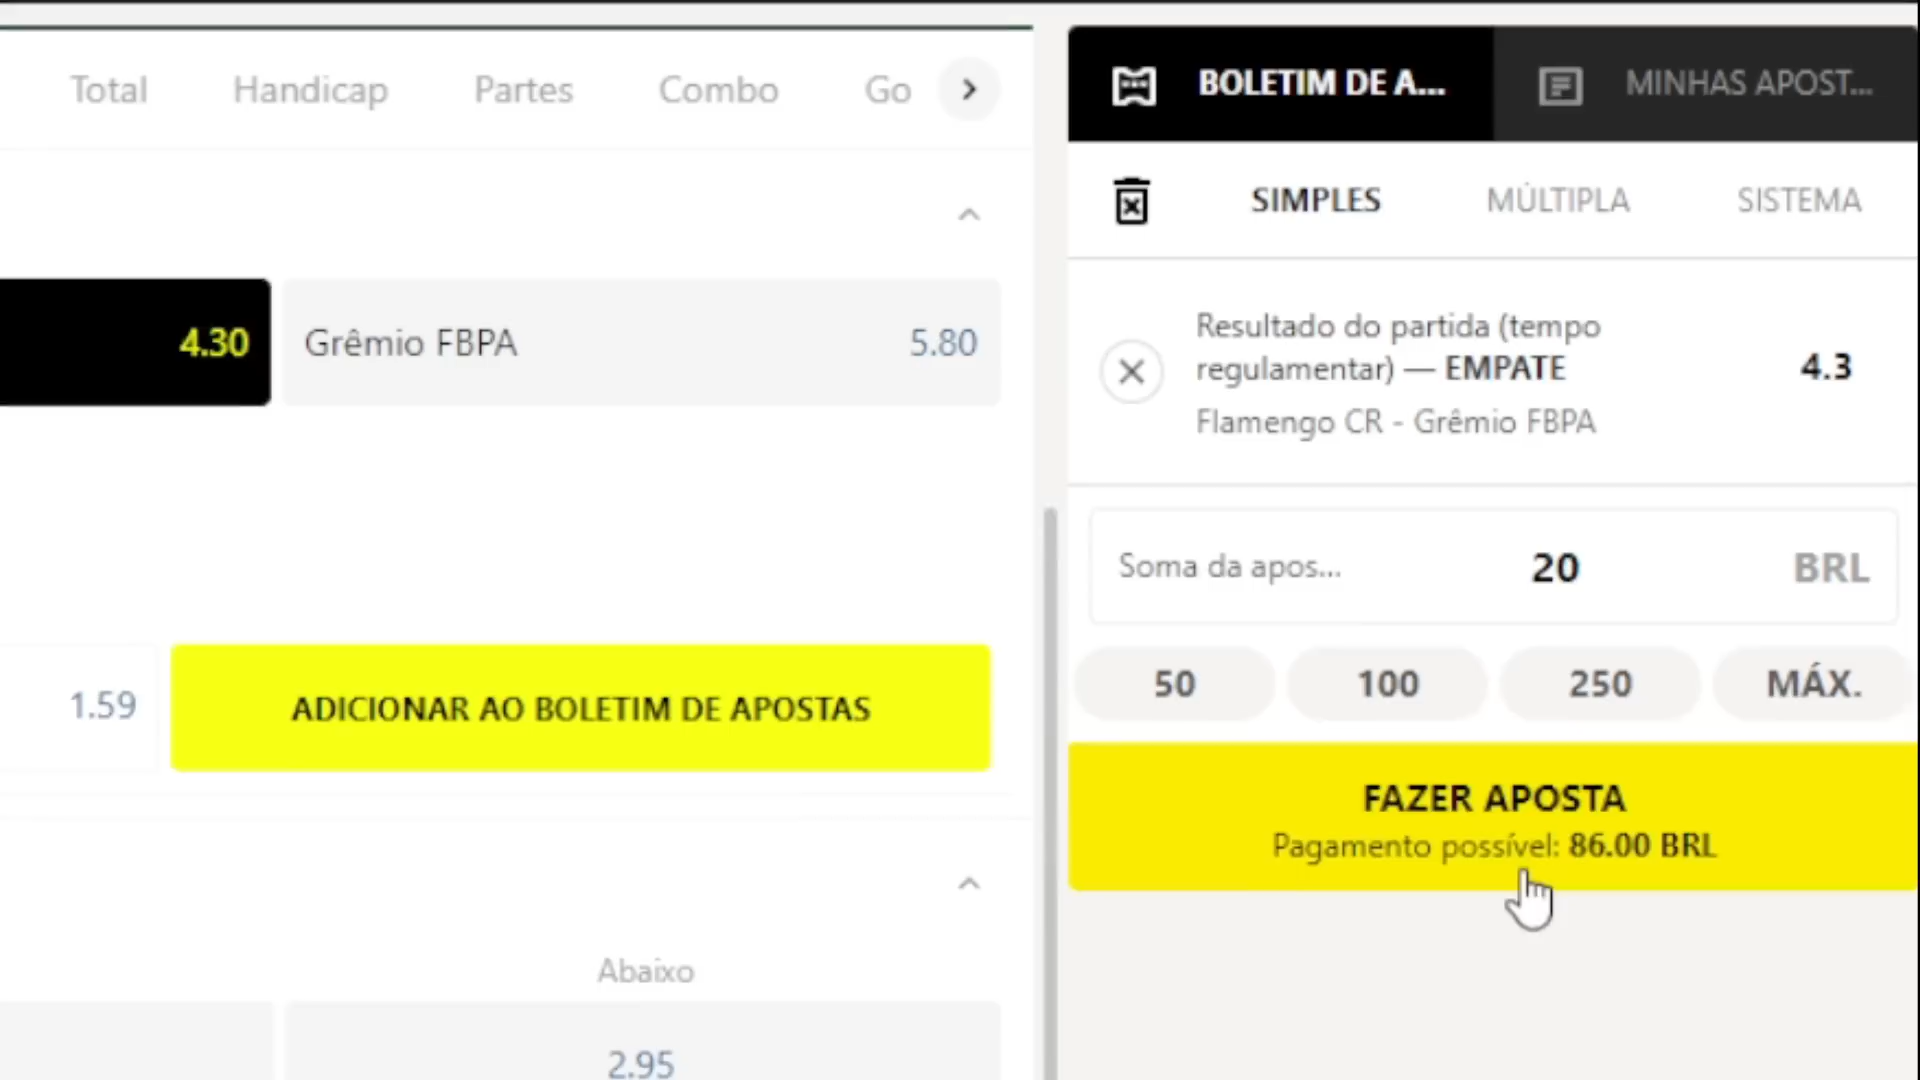 Total Handicap Partes Combo Go
4.30 Grêmio FBPA 5.80
1.59 ADICIONAR AO BOLETIM DE APOSTAS
Abaixo
2.95
BOLETIM DE A... MINHAS APOST...
SIMPLES MÚLTIPLA SISTEMA
Resultado do partida (tempo
regulamentar) — EMPATE 4.3
Flamengo CR - Grêmio FBPA
Soma da apos... 20 BRL
50 100 250 MÁX.
FAZER APOSTA
Pagamento possível: 86.00 BRL